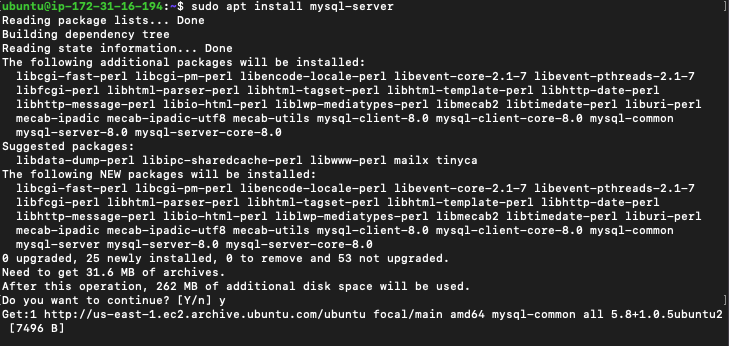 [ubuntu@ip-172-31-16-194:~$ sudo apt install mysql-server ]
Reading package lists... Done
Building dependency tree
Reading state information... Done
The following additional packages will be installed:
libcgi-fast-perl libcgi-pm-perl libencode-locale-perl libevent-core-2.1-7 libevent-pthreads-2.1-7
libfcgi-perl libhtml-parser-perl libhtml-tagset-perl libhtml-template-perl libhttp-date-perl
libhttp-message-perl libio-html-perl liblwp-mediatypes-perl libmecab2 libtimedate-perl liburi-perl
mecab-ipadic mecab-ipadic-utf8 mecab-utils mysql-client-8.0 mysql-client-core-8.0 mysql-common
mysql-server-8.0 mysql-server-core-8.0
Suggested packages:
libdata-dump-perl libipc-sharedcache-perl libwww-perl mailx tinyca
The following NEW packages will be installed:
libcgi-fast-perl libcgi-pm-perl libencode-locale-perl libevent-core-2.1-7 libevent-pthreads-2.1-7
libfcgi-perl libhtml-parser-perl libhtml-tagset-perl libhtml-template-perl libhttp-date-perl
libhttp-message-perl libio-html-perl liblwp-mediatypes-perl libmecab2 libtimedate-perl liburi-perl
mecab-ipadic mecab-ipadic-utf8 mecab-utils mysql-client-8.0 mysql-client-core-8.0 mysql-common
mysql-server mysql-server-8.0 mysql-server-core-8.0
0 upgraded, 25 newly installed, 0 to remove and 53 not upgraded.
Need to get 31.6 MB of archives.
After this operation, 262 MB of additional disk space will be used.
[Do you want to continue? [Y/n] y ]
Get:1 http://us-east-1.ec2.archive.ubuntu.com/ubuntu focal/main amd64 mysql-common all 5.8+1.0.5ubuntu2
[7496 B]